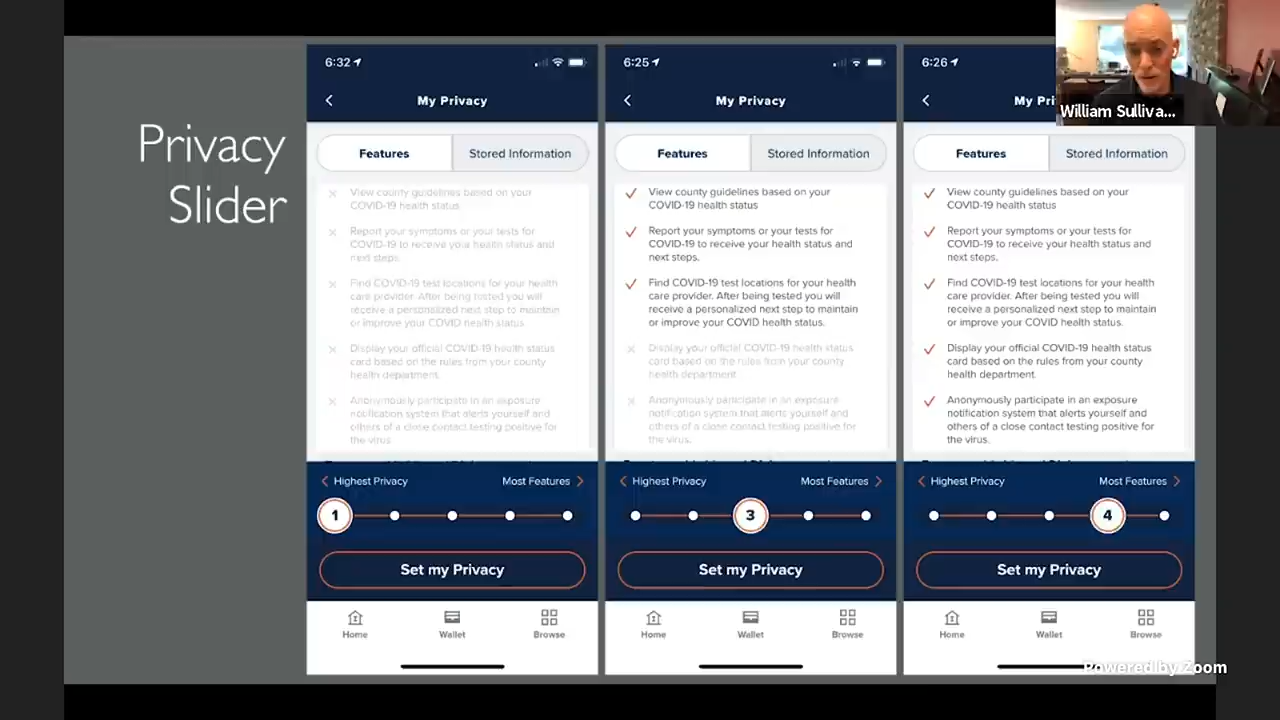 Privacy
Slider
6:32
My Privacy
Features
Stored Information
View county guidelines based on your
COVID-19 health status
Report your symptoms or your tests for
COVID-19 to receive your health status and
next steps.
Find COVID-19 test locations for your health
care provider. After being tested you will
receive a personalized next step to maintain
or improve your COVID health status.
Display your official COVID-19 health status
card based on the rules from your county
health department.
Anonymously participate in an exposure
notification system that alerts yourself and
others of a close contact testing positive for
the virus.
Highest Privacy
Most Features
1
Set my Privacy
Home
Wallet
Browse
6:25
My Privacy
Features
Stored Information
View county guidelines based on your
COVID-19 health status
Report your symptoms or your tests for
COVID-19 to receive your health status and
next steps.
Find COVID-19 test locations for your health
care provider. After being tested you will
receive a personalized next step to maintain
or improve your COVID health status.
Display your official COVID-19 health status
card based on the rules from your county
health department.
Anonymously participate in an exposure
notification system that alerts yourself and
others of a close contact testing positive for
the virus.
Highest Privacy
Most Features
3
Set my Privacy
Home
Wallet
Browse
6:26
My Pri
Features
Stored Information
View county guidelines based on your
COVID-19 health status
Report your symptoms or your tests for
COVID-19 to receive your health status and
next steps.
Find COVID-19 test locations for your health
care provider. After being tested you will
receive a personalized next step to maintain
or improve your COVID health status.
Display your official COVID-19 health status
card based on the rules from your county
health department.
Anonymously participate in an exposure
notification system that alerts yourself and
others of a close contact testing positive for
the virus.
Highest Privacy
Most Features
4
Set my Privacy
Home
Wallet
Browse
William Sulliva...
Powered by Zoom